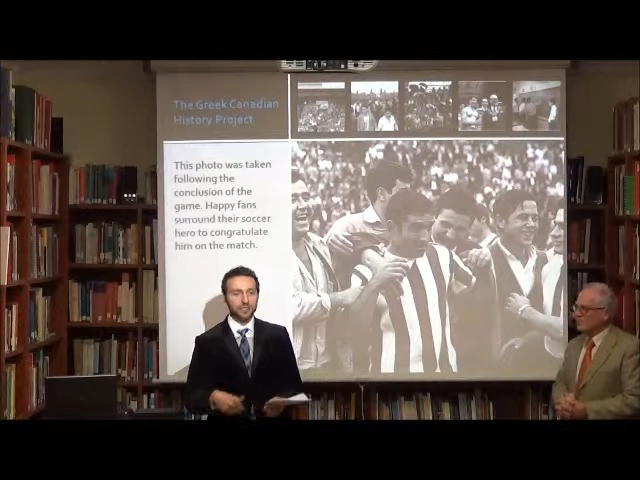 The Greek Canadian
History Project
This photo was taken
following the
conclusion of the
game. Happy fans
surround their soccer
hero to congratulate
him on the match.